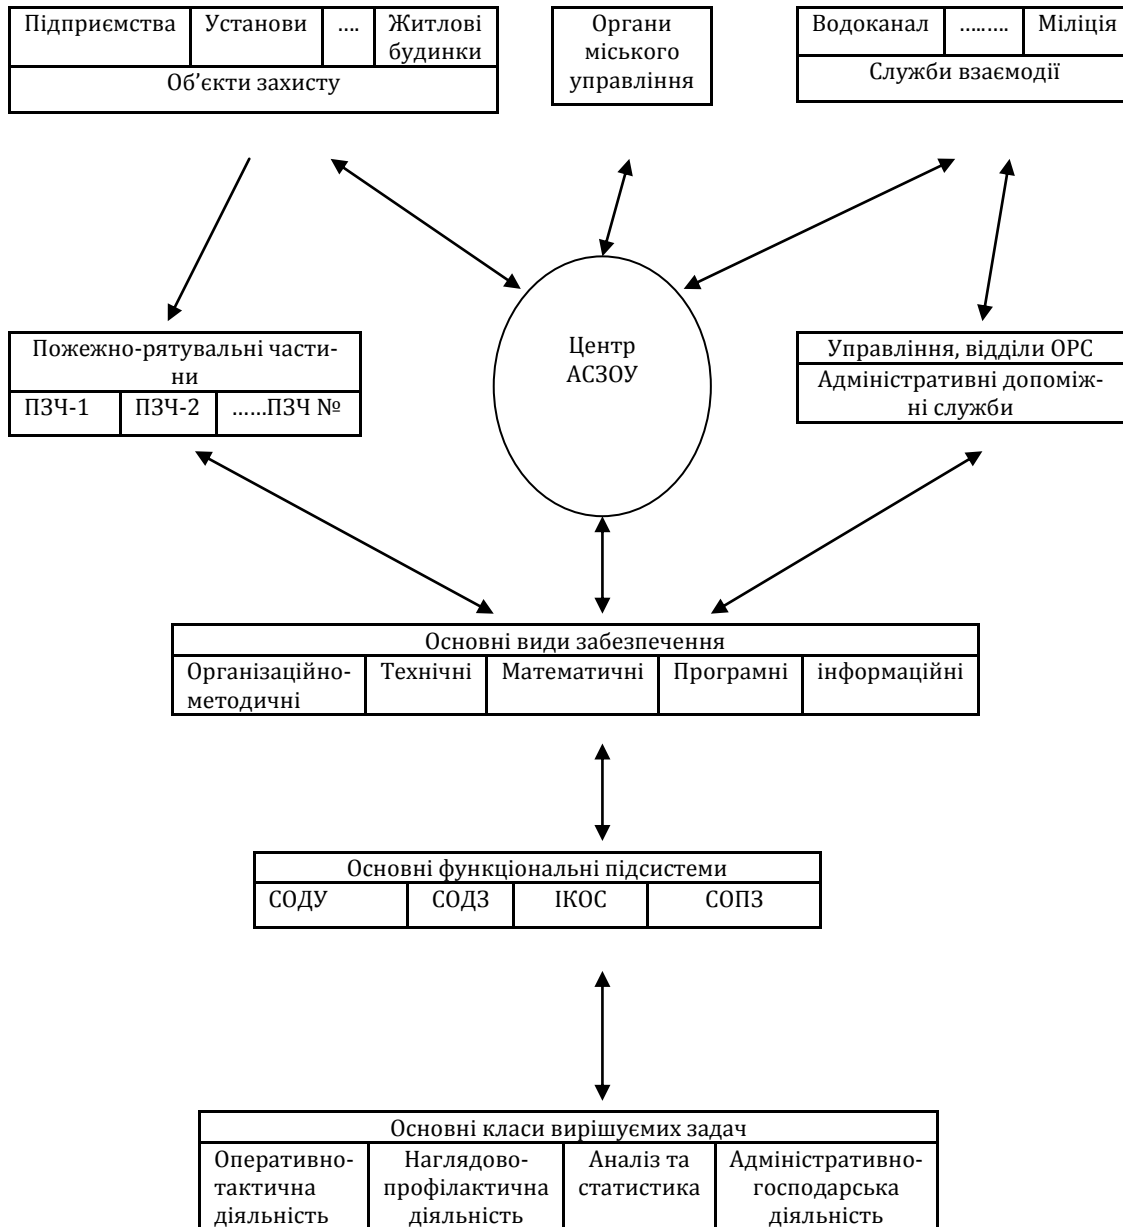 Підприємства Установи .... Житлові
будинки
Об’єкти захисту
Органи
міського
управління
Водоканал ......... Міліція
Служби взаємодії
Центр
АСЗОУ
Пожежно-рятувальні части-
ни
ПЗЧ-1 ПЗЧ-2 ......ПЗЧ №
Управління, відділи ОРС
Адміністративні допоміж-
ні служби
Основні види забезпечення
Організаційно-
методичні
Технічні Математичні Програмні інформаційні
Основні функціональні підсистеми
СОДУ СОДЗ ІКОС СОПЗ
Основні класи вирішуємих задач
Оперативно-
тактична
діяльність
Наглядово-
профілактична
діяльність
Аналіз та
статистика
Адміністративно-
господарська
діяльність